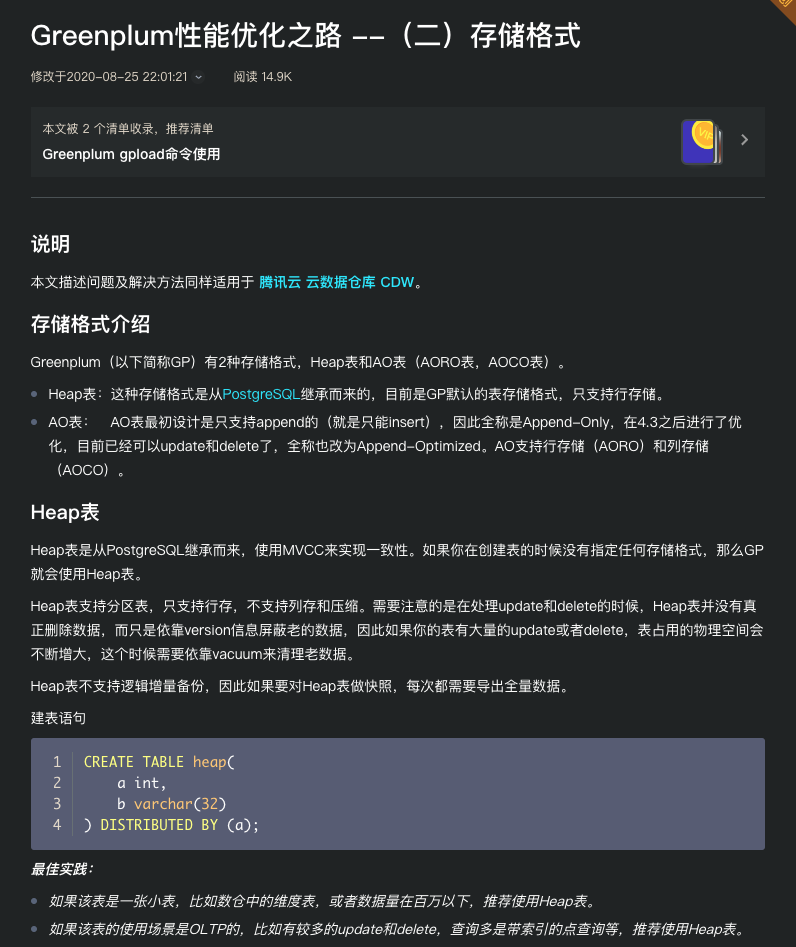 Greenplum性能优化之路 --（二）存储格式
修改于2020-08-25 22:01:21
阅读 14.9K
本文被 2 个清单收录，推荐清单
Greenplum gpload命令使用
VIP
说明
本文描述问题及解决方法同样适用于 腾讯云 云数据仓库 CDW。
存储格式介绍
Greenplum（以下简称GP）有2种存储格式，Heap表和AO表（AORO表，AOCO表）。
Heap表：这种存储格式是从PostgreSQL继承而来的，目前是GP默认的表存储格式，只支持行存储。
AO表： AO表最初设计是只支持append的（就是只能insert），因此全称是Append-Only，在4.3之后进行了优
化，目前已经可以update和delete了，全称也改为Append-Optimized。AO支持行存储（AORO）和列存储
（AOCO）。
Heap表
Heap表是从PostgreSQL继承而来，使用MVCC来实现一致性。如果你在创建表的时候没有指定任何存储格式，那么GP
就会使用Heap表。
Heap表支持分区表，只支持行存，不支持列存和压缩。需要注意的是在处理update和delete的时候，Heap表并没有真
正删除数据，而只是依靠version信息屏蔽老的数据，因此如果你的表有大量的update或者delete，表占用的物理空间会
不断增大，这个时候需要依靠vacuum来清理老数据。
Heap表不支持逻辑增量备份，因此如果要对Heap表做快照，每次都需要导出全量数据。
建表语句
1 CREATE TABLE heap(
2 a int,
3 b varchar(32)
4 ) DISTRIBUTED BY (a);
最佳实践：
如果该表是一张小表，比如数仓中的维度表，或者数据量在百万以下，推荐使用Heap表。
如果该表的使用场景是OLTP的，比如有较多的update和delete，查询多是带索引的点查询等，推荐使用Heap表。